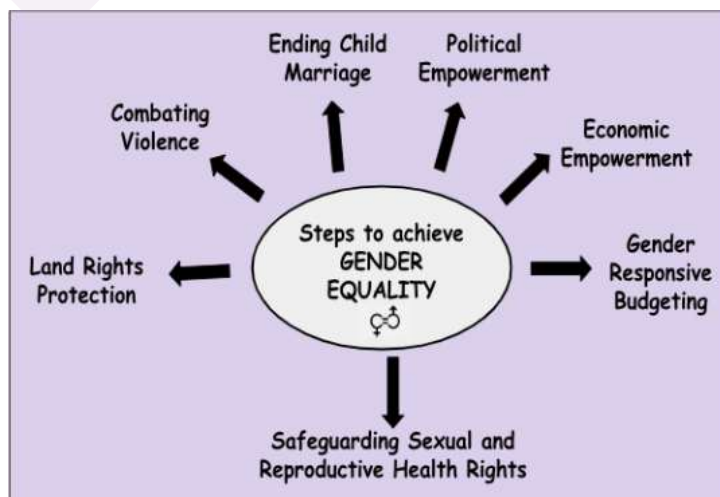 Steps to achieve
GENDER
EQUALITY
Land Rights
Protection
Combating
Violence
Ending Child
Marriage
Political
Empowerment
Economic
Empowerment
Gender
Responsive
Budgeting
Safeguarding Sexual and
Reproductive Health Rights